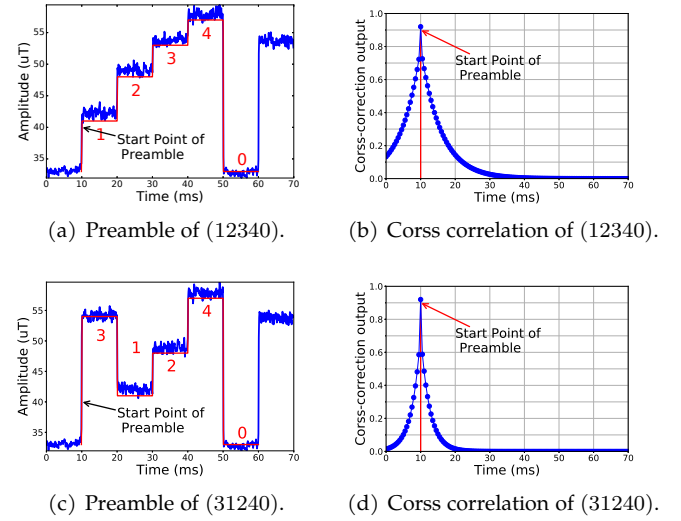 Amplitude (uT)
55
50
45
40
35
4
3
2
1
0
Start Point of
Preamble
0 10 20 30 40 50 60 70
Time (ms)
(a) Preamble of (12340).
Corss-correction output
1.0
0.8
0.6
0.4
0.2
0.0
Start Point of
Preamble
0 10 20 30 40 50 60 70
Time (ms)
(b) Corss correlation of (12340).
Amplitude (uT)
55
50
45
40
35
4
3
1
2
0
Start Point of
Preamble
0 10 20 30 40 50 60 70
Time (ms)
(c) Preamble of (31240).
Corss-correction output
1.0
0.8
0.6
0.4
0.2
0.0
Start Point of
Preamble
0 10 20 30 40 50 60 70
Time (ms)
(d) Corss correlation of (31240).